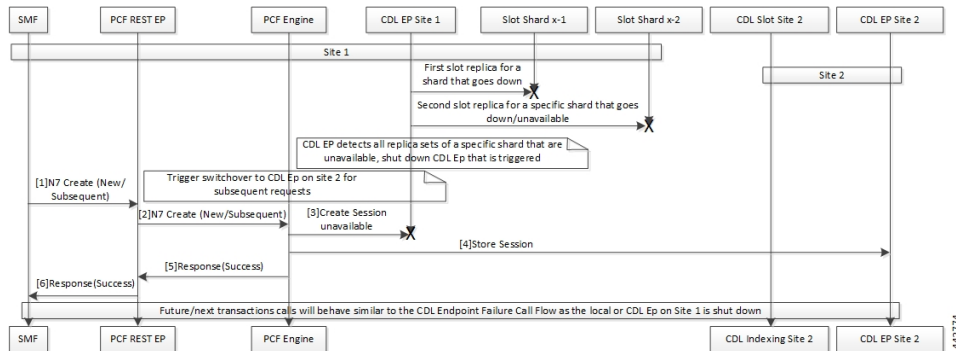 SMF
PCF REST EP
PCF Engine
CDL EP Site 1
Slot Shard x-1
Slot Shard x-2
CDL Slot Site 2
CDL EP Site 2
Site 1
First slot replica for a
shard that goes down
Site 2
Second slot replica for a specific shard that goes
down/unavailable
CDL EP detects all replica sets of a specific shard that are
unavailable, shut down CDL Ep that is triggered
[1]N7 Create (New/
Subsequent)
Trigger switchover to CDL Ep on site 2 for
subsequent requests
[2]N7 Create (New/Subsequent)
[3]Create Session
unavailable
[4]Store Session
[5]Response(Success)
[6]Response(Success)
Future/next transactions calls will behave similar to the CDL Endpoint Failure Call Flow as the local or CDL Ep on Site 1 is shut down
SMF
PCF REST EP
PCF Engine
CDL Indexing Site 2
CDL EP Site 2
442774